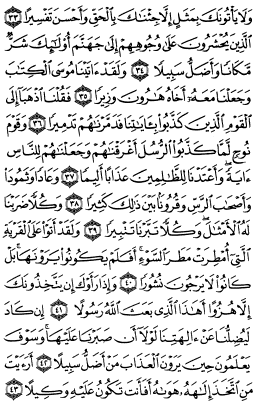 وَلَا يَأْتُونَكَ بِمَثَلٍ إِلَّا جِئْنَٰكَ بِٱلْحَقِّ وَأَحْسَنَ تَفْسِيرًا ٣٣
ٱلَّذِينَ يُحْشَرُونَ عَلَىٰ وُجُوهِهِمْ إِلَىٰ جَهَنَّمَ أُو۟لَٰٓئِكَ شَرٌّ
مَّكَانًا وَأَضَلُّ سَبِيلًا ٣٤ وَلَقَدْ ءَاتَيْنَا مُوسَى ٱلْكِتَٰبَ
وَجَعَلْنَا مَعَهُۥٓ أَخَاهُ هَٰرُونَ وَزِيرًا ٣٥ فَقُلْنَا ٱذْهَبَآ إِلَى
ٱلْقَوْمِ ٱلَّذِينَ كَذَّبُوا۟ بِـَٔايَٰتِنَا فَدَمَّرْنَٰهُمْ تَدْمِيرًا ٣٦ وَقَوْمَ
نُوحٍ لَّمَّا كَذَّبُوا۟ ٱلرُّسُلَ أَغْرَقْنَٰهُمْ وَجَعَلْنَٰهُمْ لِلنَّاسِ
ءَايَةً وَأَعْتَدْنَا لِلظَّٰلِمِينَ عَذَابًا أَلِيمًا ٣٧ وَعَادًا وَثَمُودَا۟
وَأَصْحَٰبَ ٱلرَّسِّ وَقُرُونًۢا بَيْنَ ذَٰلِكَ كَثِيرًا ٣٨ وَكُلًّا ضَرَبْنَا
لَهُ ٱلْأَمْثَٰلَ وَكُلًّا تَبَّرْنَا تَتْبِيرًا ٣٩ وَلَقَدْ أَتَوْا۟ عَلَى ٱلْقَرْيَةِ
ٱلَّتِىٓ أُمْطِرَتْ مَطَرَ ٱلسَّوْءِ أَفَلَمْ يَكُونُوا۟ يَرَوْنَهَا بَلْ
كَانُوا۟ لَا يَرْجُونَ نُشُورًا ٤٠ وَإِذَا رَأَوْكَ إِن يَتَّخِذُونَكَ
إِلَّا هُزُوًا أَهَٰذَا ٱلَّذِى بَعَثَ ٱللَّهُ رَسُولًا ٤١ إِن كَادَ
لَيُضِلُّنَا عَنْ ءَالِهَتِنَا لَوْلَآ أَن صَبَرْنَا عَلَيْهَا وَسَوْفَ
يَعْلَمُونَ حِينَ يَرَوْنَ ٱلْعَذَابَ مَنْ أَضَلُّ سَبِيلًا ٤٢ أَرَءَيْتَ
مَنِ ٱتَّخَذَ إِلَٰهَهُۥ هَوَىٰهُ أَفَأَنتَ تَكُونُ عَلَيْهِ وَكِيلًا ٤٣